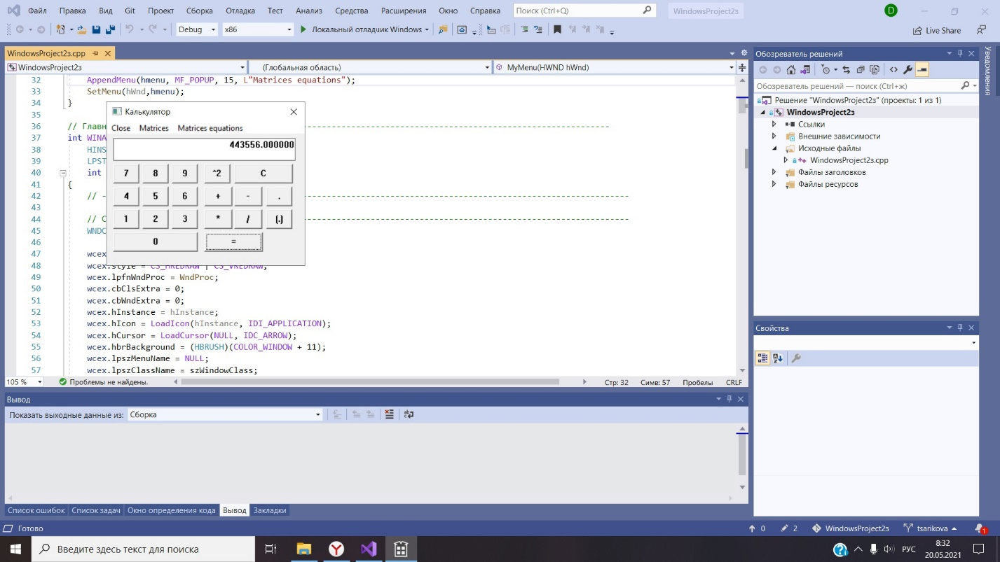 Файл Правка Вид Git Проект Сборка Отладка Тест Анализ Средства Расширения Окно Справка Поиск (Ctrl+Q) WindowsProject2з D
Debug x86 Локальный отладчик Windows Live Share
WindowsProject2з.cpp
WindowsProject2з (Глобальная область) MyMenu(HWND hWnd)
32 AppendMenu(hmenu, MF_POPUP, 15, L"Matrices equations");
33 SetMenu(hWnd,hmenu);
34 }
35
36 // Главн
37 int WINA
38 HINS
39 LPST
40 int
41 {
42 // -
43
44 // С
45 WNDC
46
47 wcex
48 wcex.style = CS_HREDRAW | CS_VREDRAW;
49 wcex.lpfnWndProc = WndProc;
50 wcex.cbClsExtra = 0;
51 wcex.cbWndExtra = 0;
52 wcex.hInstance = hInstance;
53 wcex.hIcon = LoadIcon(hInstance, IDI_APPLICATION);
54 wcex.hCursor = LoadCursor(NULL, IDC_ARROW);
55 wcex.hbrBackground = (HBRUSH)(COLOR_WINDOW + 11);
56 wcex.lpszMenuName = NULL;
57 wcex.lpszClassName = szWindowClass;
Калькулятор
Close Matrices Matrices equations
443556.000000
7 8 9 ^2 C
4 5 6 + - .
1 2 3 * / (.)
0 =
105 % Проблемы не найдены. Стр: 32 Симв: 57 Пробелы CRLF
Вывод
Показать выходные данные из: Сборка
Список ошибок Список задач Окно определения кода Вывод Закладки
Обозреватель решений
Обозреватель решений — поиск (Ctrl+ж)
Решение "WindowsProject2з" (проекты: 1 из 1)
WindowsProject2з
Ссылки
Внешние зависимости
Исходные файлы
WindowsProject2з.cpp
Файлы заголовков
Файлы ресурсов
Свойства
Уведомления
Готово 0 2 WindowsProject2з tsarikova 1
Введите здесь текст для поиска РУС 8:32
20.05.2021